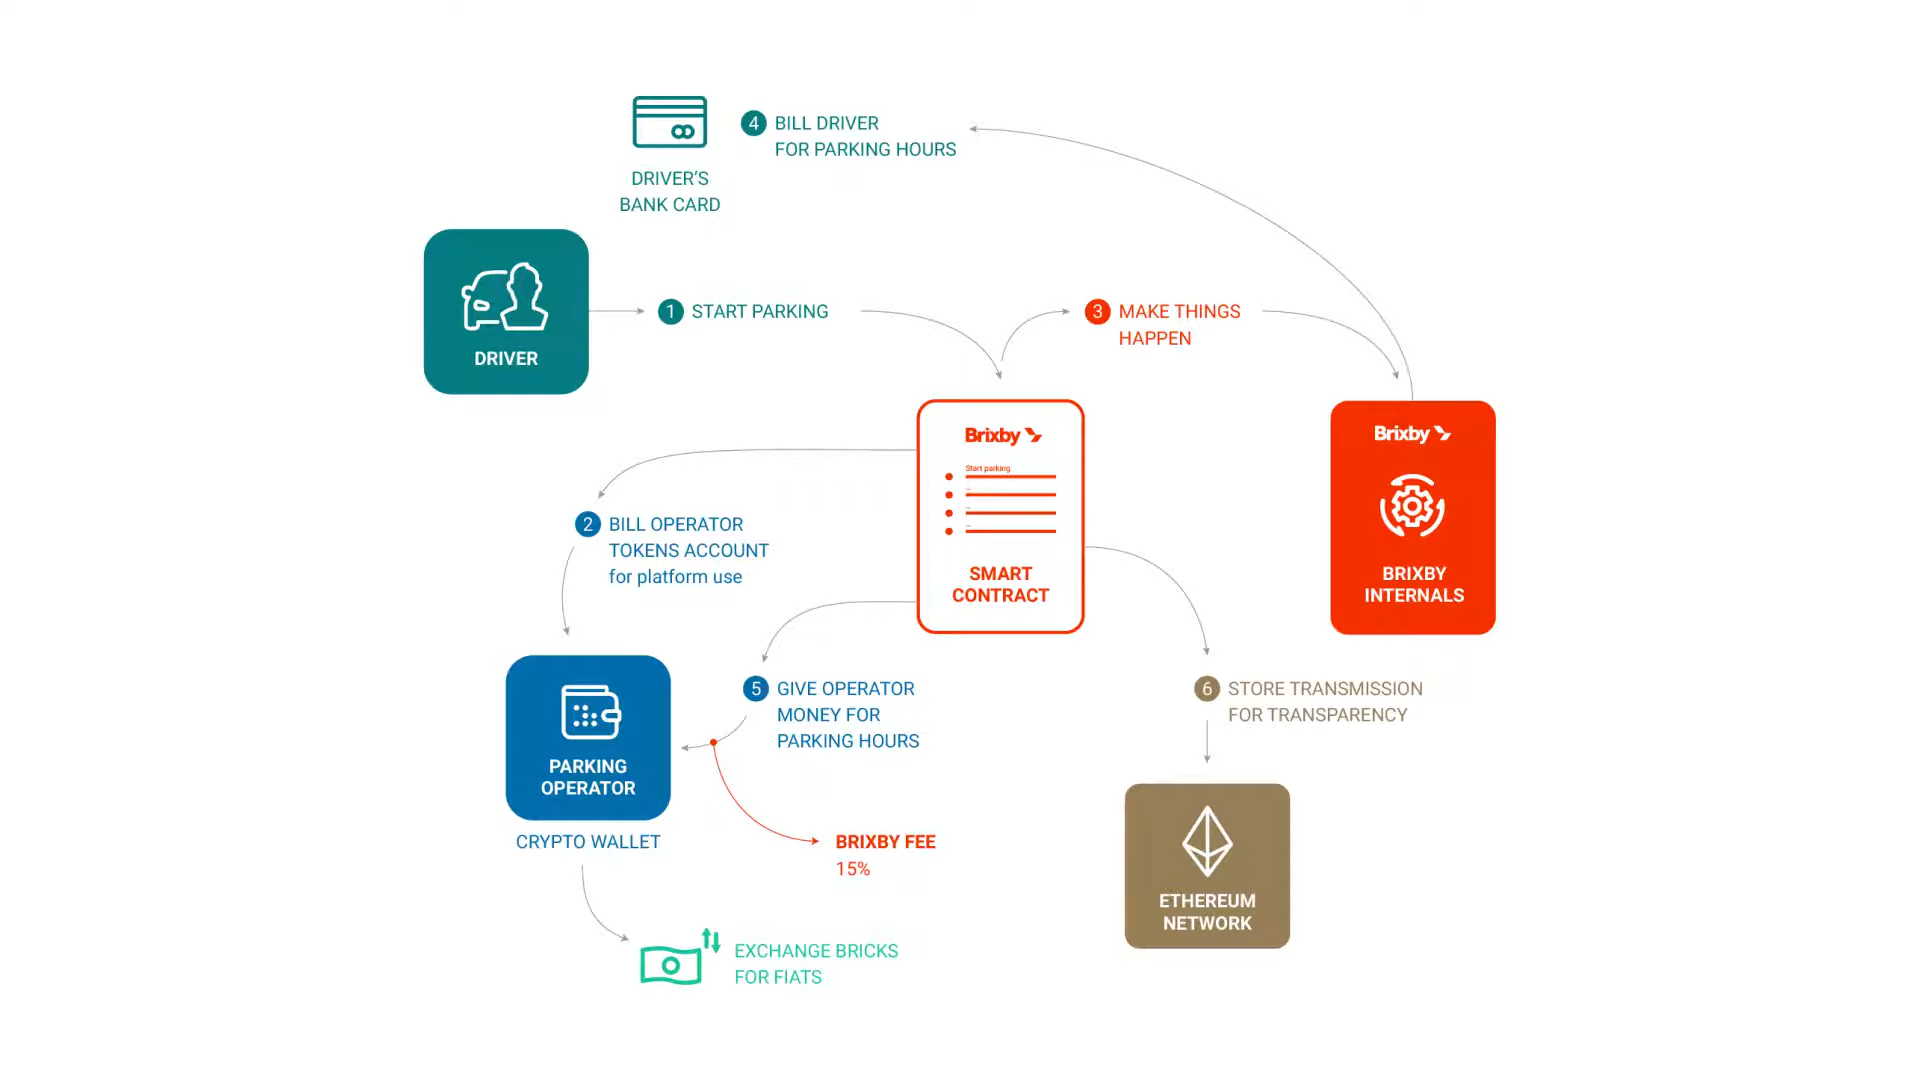 4 BILL DRIVER
FOR PARKING HOURS
DRIVER'S
BANK CARD
DRIVER
1 START PARKING
3 MAKE THINGS
HAPPEN
Brixby
Start parking
SMART
CONTRACT
Brixby
BRIXBY
INTERNALS
2 BILL OPERATOR
TOKENS ACCOUNT
for platform use
PARKING
OPERATOR
CRYPTO WALLET
5 GIVE OPERATOR
MONEY FOR
PARKING HOURS
6 STORE TRANSMISSION
FOR TRANSPARENCY
BRIXBY FEE
15%
ETHEREUM
NETWORK
EXCHANGE BRICKS
FOR FIATS